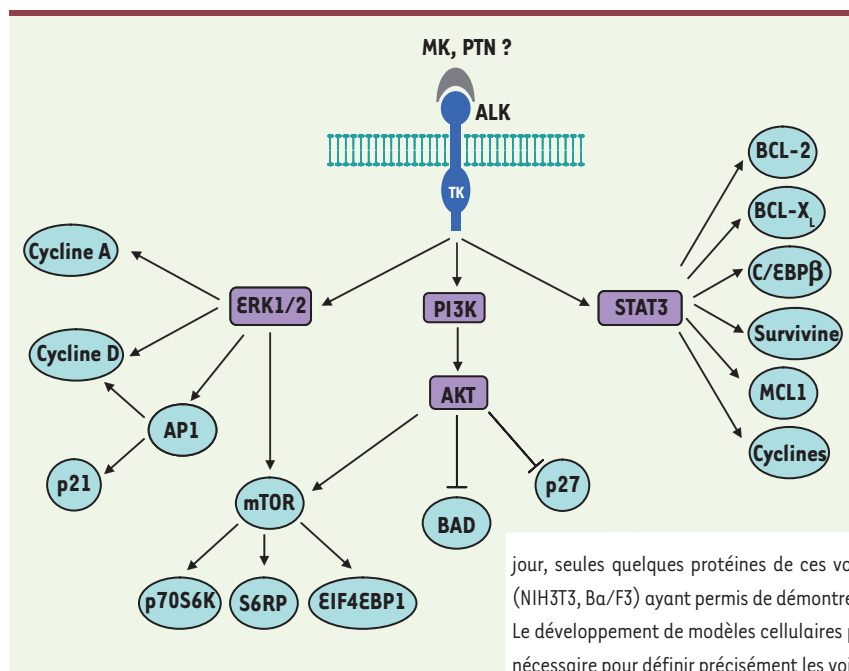 MK, PTN ?
ALK
TK
BCL-2
BCL-XL
C/EBPβ
Survivine
MCL1
Cyclines
STAT3
PI3K
AKT
ERK1/2
Cycline A
Cycline D
AP1
p21
mTOR
BAD
p27
p70S6K
S6RP
EIF4EBP1
jour, seules quelques protéines de ces vo
(NIH3T3, Ba/F3) ayant permis de démontre
Le développement de modèles cellulaires p
nécessaire pour définir précisément les voi